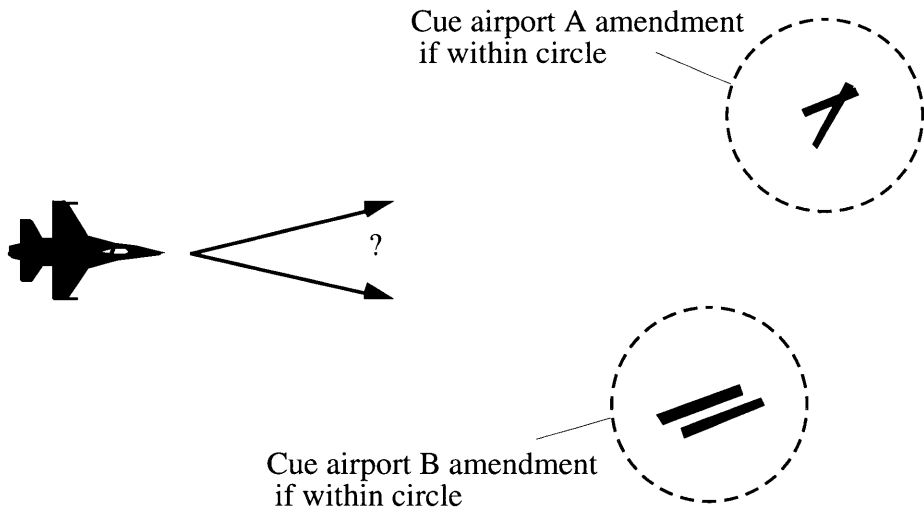 Cue airport A amendment
if within circle
?
Cue airport B amendment
if within circle